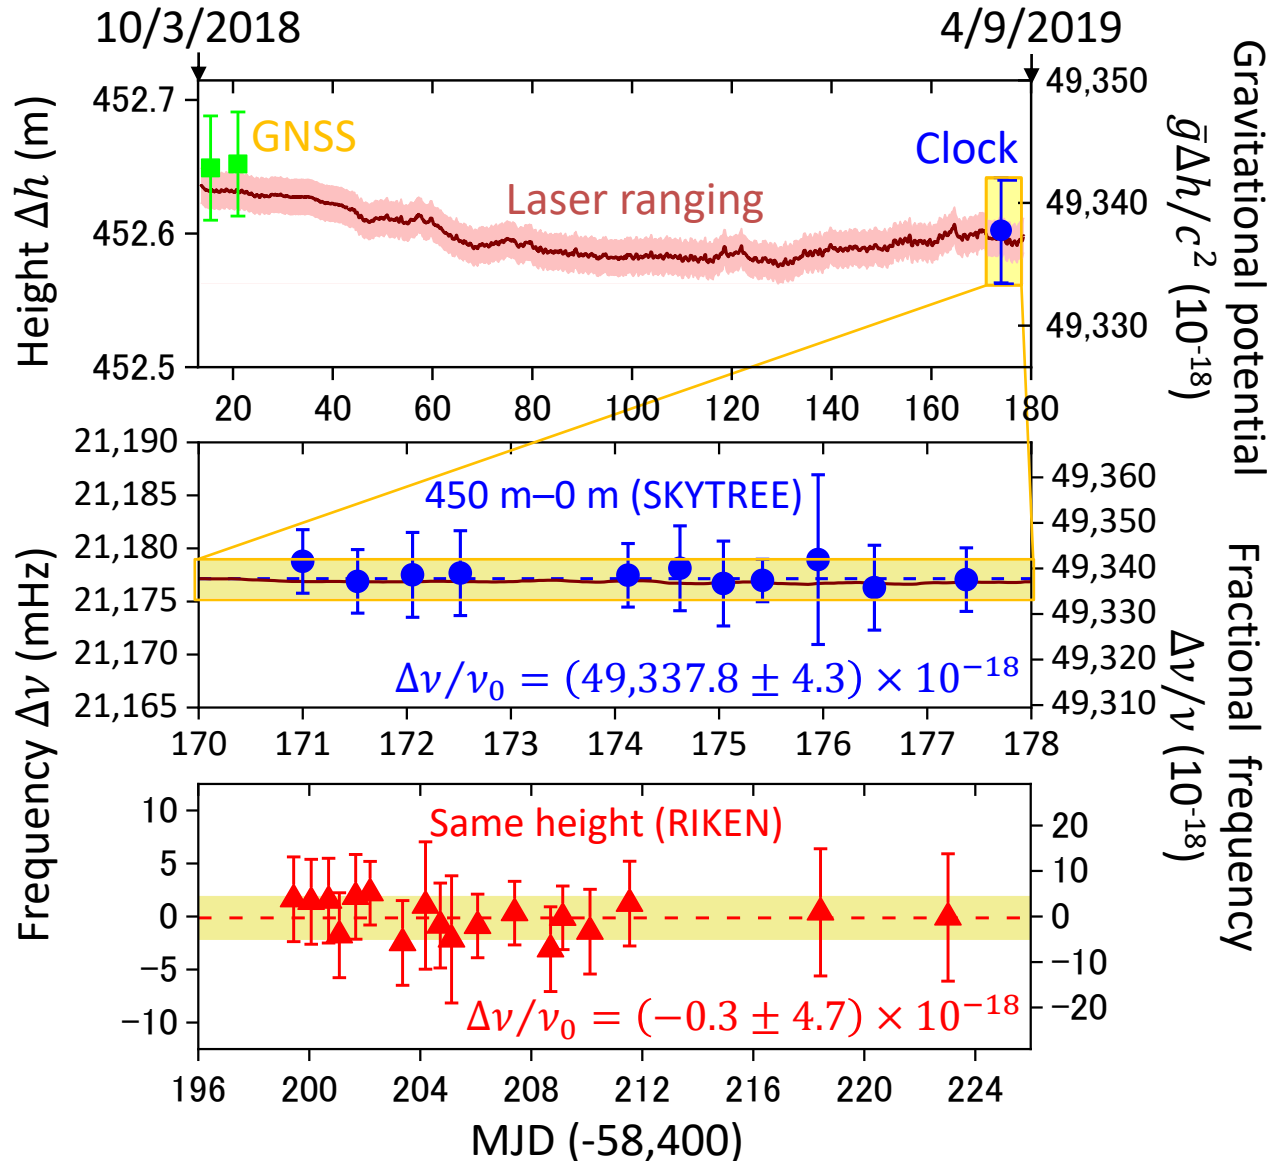 10/3/2018
4/9/2019
Height Δh (m)
452.7
452.6
452.5
GNSS
Laser ranging
Clock
49,350
49,340
49,330
Gravitational potential
g̅Δh/c² (10⁻¹⁸)
20 40 60 80 100 120 140 160 180
Frequency Δν (mHz)
21,190
21,185
21,180
21,175
21,170
21,165
450 m–0 m (SKYTREE)
Δν/ν₀ = (49,337.8 ± 4.3) × 10⁻¹⁸
49,360
49,350
49,340
49,330
49,320
49,310
Fractional frequency
Δν/ν (10⁻¹⁸)
170 171 172 173 174 175 176 177 178
10
5
0
−5
−10
Same height (RIKEN)
Δν/ν₀ = (−0.3 ± 4.7) × 10⁻¹⁸
20
10
0
−10
−20
196 200 204 208 212 216 220 224
MJD (-58,400)